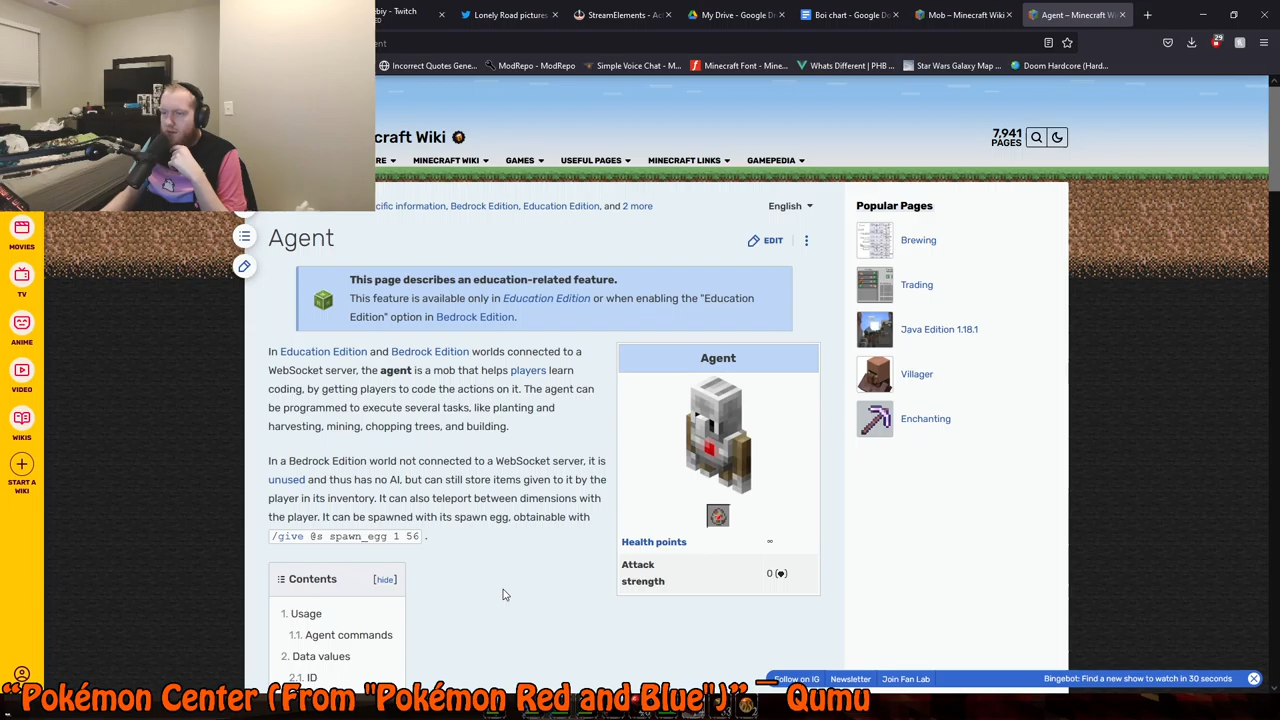 ebiy - Twitch
ED
Lonely Road pictures
StreamElements - Ac
My Drive - Google Dr
Boi chart - Google Do
Mob – Minecraft Wiki
Agent – Minecraft W
ent
29
Incorrect Quotes Gene...
ModRepo - ModRepo
Simple Voice Chat - M...
Minecraft Font - Mine...
Whats Different | PHB ...
Star Wars Galaxy Map ...
Doom Hardcore (Hard...
craft Wiki
7,941
PAGES
RE
MINECRAFT WIKI
GAMES
USEFUL PAGES
MINECRAFT LINKS
GAMEPEDIA
cific information, Bedrock Edition, Education Edition, and 2 more
English
Agent
EDIT
This page describes an education-related feature.
This feature is available only in Education Edition or when enabling the "Education
Edition" option in Bedrock Edition.
In Education Edition and Bedrock Edition worlds connected to a
WebSocket server, the agent is a mob that helps players learn
coding, by getting players to code the actions on it. The agent can
be programmed to execute several tasks, like planting and
harvesting, mining, chopping trees, and building.
In a Bedrock Edition world not connected to a WebSocket server, it is
unused and thus has no AI, but can still store items given to it by the
player in its inventory. It can also teleport between dimensions with
the player. It can be spawned with its spawn egg, obtainable with
/give @s spawn_egg 1 56 .
Agent
Health points ∞
Attack
strength
0 (♥)
Contents [hide]
1. Usage
1.1. Agent commands
2. Data values
2.1. ID
Popular Pages
Brewing
Trading
Java Edition 1.18.1
Villager
Enchanting
MOVIES
TV
ANIME
VIDEO
WIKIS
START A
WIKI
Follow on IG
Newsletter
Join Fan Lab
Bingebot: Find a new show to watch in 30 seconds
“Pokémon Center (From "Pokémon Red and Blue")” – Qumu